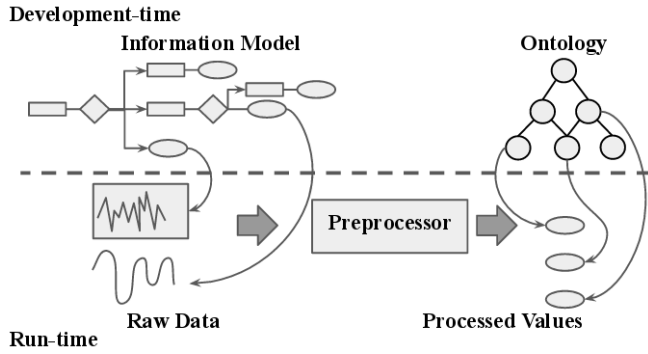 Development-time
Information Model
Ontology
Preprocessor
Raw Data
Processed Values
Run-time